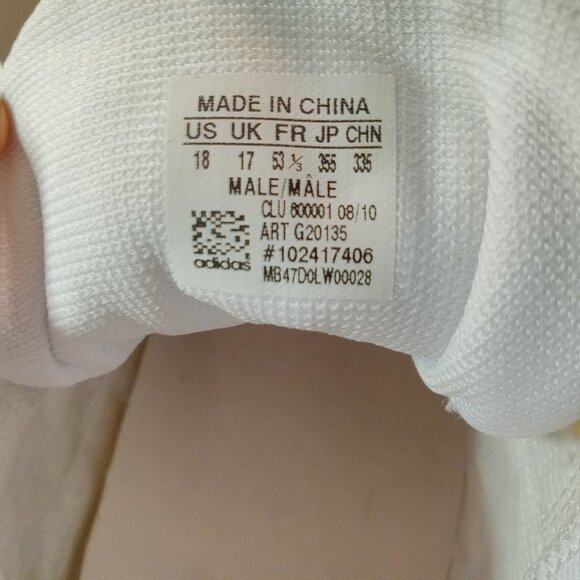 MADE IN CHINA
US UK FR JP CHN
18 17 53 1/3 355 335
MALE/MÂLE
CLU 600001 08/10
ART G20135
#102417406
adidas
MB47D0LW00028